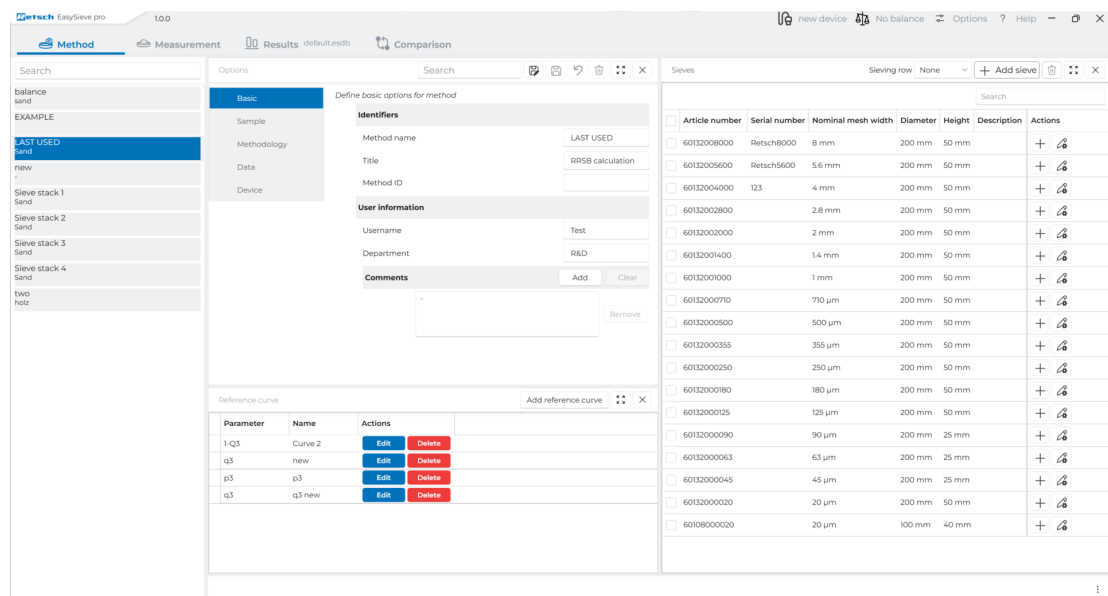 Retsch EasySieve pro
1.0.0
new device
No balance
Options
? Help
Method
Measurement
Results default.esdb
Comparison
Search
balance
sand
EXAMPLE
LAST USED
Sand
new
-
Sieve stack 1
Sand
Sieve stack 2
Sand
Sieve stack 3
Sand
Sieve stack 4
Sand
two
holz
Options
Search
Basic
Sample
Methodology
Data
Device
Define basic options for method
Identifiers
Method name LAST USED
Title RRSB calculation
Method ID
User information
Username Test
Department R&D
Comments Add Clear
-
Remove
Reference curve
Add reference curve
Parameter Name Actions
1-Q3 Curve 2 Edit Delete
q3 new Edit Delete
p3 p3 Edit Delete
q3 q3 new Edit Delete
Sieves
Sieving row None
+ Add sieve
Search
Article number Serial number Nominal mesh width Diameter Height Description Actions
60132008000 Retsch8000 8 mm 200 mm 50 mm
60132005600 Retsch5600 5.6 mm 200 mm 50 mm
60132004000 123 4 mm 200 mm 50 mm
60132002800 2.8 mm 200 mm 50 mm
60132002000 2 mm 200 mm 50 mm
60132001400 1.4 mm 200 mm 50 mm
60132001000 1 mm 200 mm 50 mm
60132000710 710 µm 200 mm 50 mm
60132000500 500 µm 200 mm 50 mm
60132000355 355 µm 200 mm 50 mm
60132000250 250 µm 200 mm 50 mm
60132000180 180 µm 200 mm 50 mm
60132000125 125 µm 200 mm 50 mm
60132000090 90 µm 200 mm 25 mm
60132000063 63 µm 200 mm 25 mm
60132000045 45 µm 200 mm 25 mm
60132000020 20 µm 200 mm 50 mm
60108000020 20 µm 100 mm 40 mm